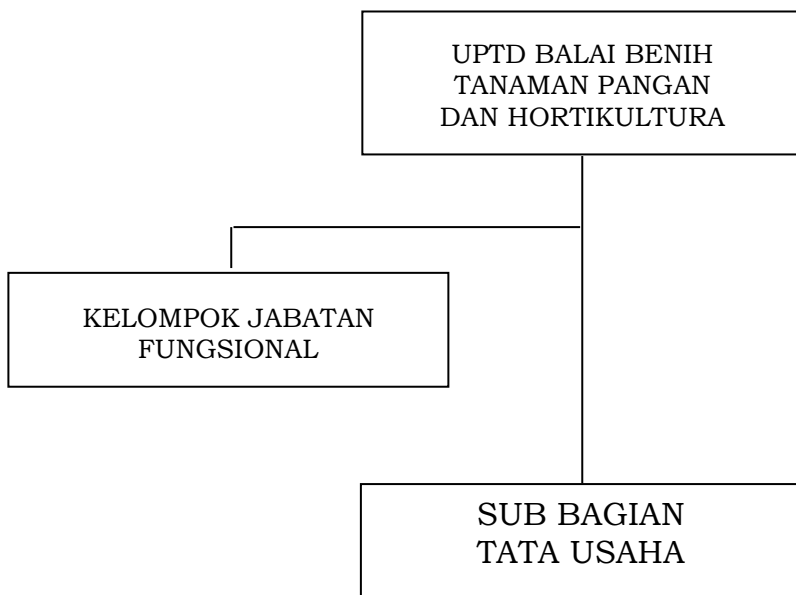 UPTD BALAI BENIH
TANAMAN PANGAN
DAN HORTIKULTURA
KELOMPOK JABATAN
FUNGSIONAL
SUB BAGIAN
TATA USAHA